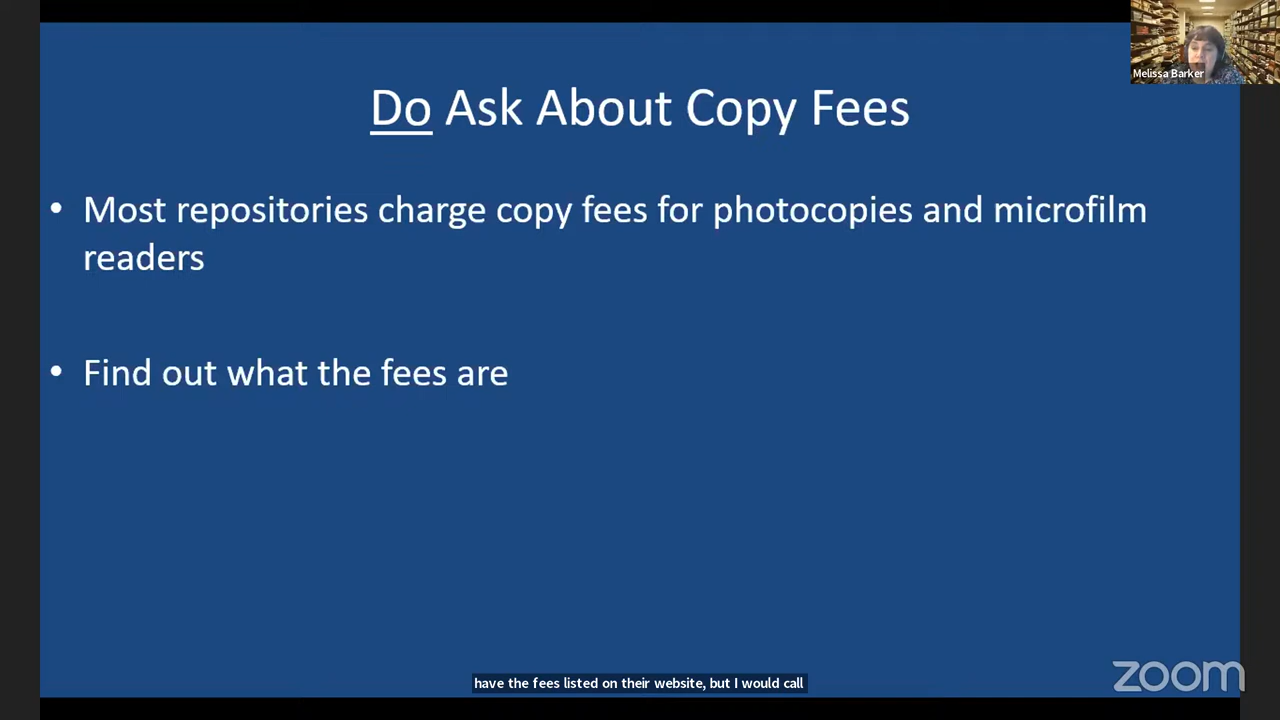 Melissa Barker
Do Ask About Copy Fees
• Most repositories charge copy fees for photocopies and microfilm
readers
• Find out what the fees are
have the fees listed on their website, but I would call
zoom